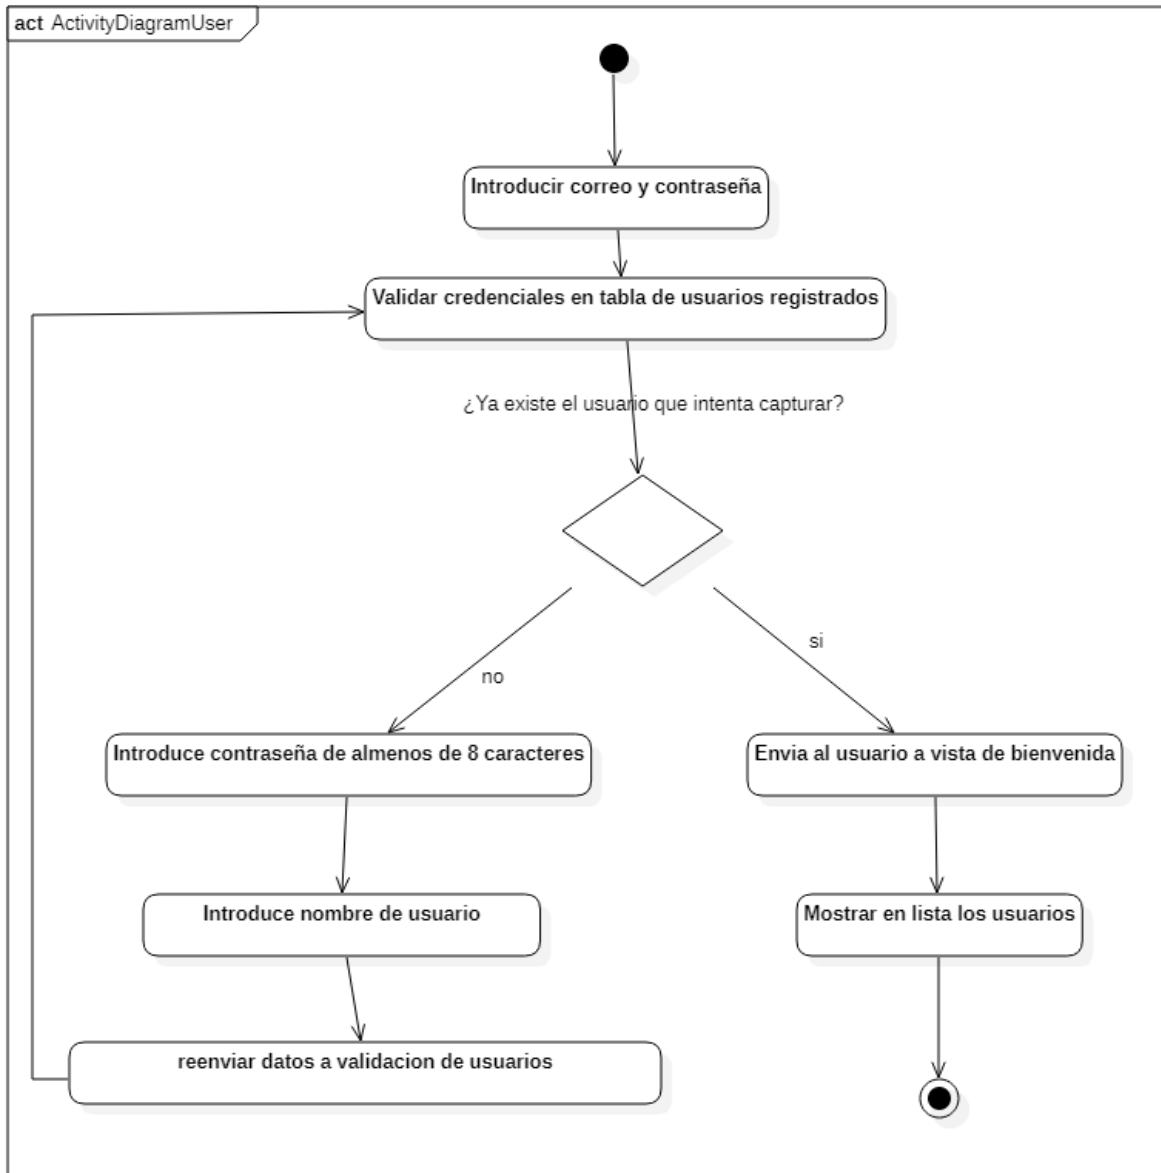 act ActivityDiagramUser
Introducir correo y contraseña
Validar credenciales en tabla de usuarios registrados
¿Ya existe el usuario que intenta capturar?
si
no
Introduce contraseña de almenos de 8 caracteres
Envia al usuario a vista de bienvenida
Introduce nombre de usuario
Mostrar en lista los usuarios
reenviar datos a validacion de usuarios